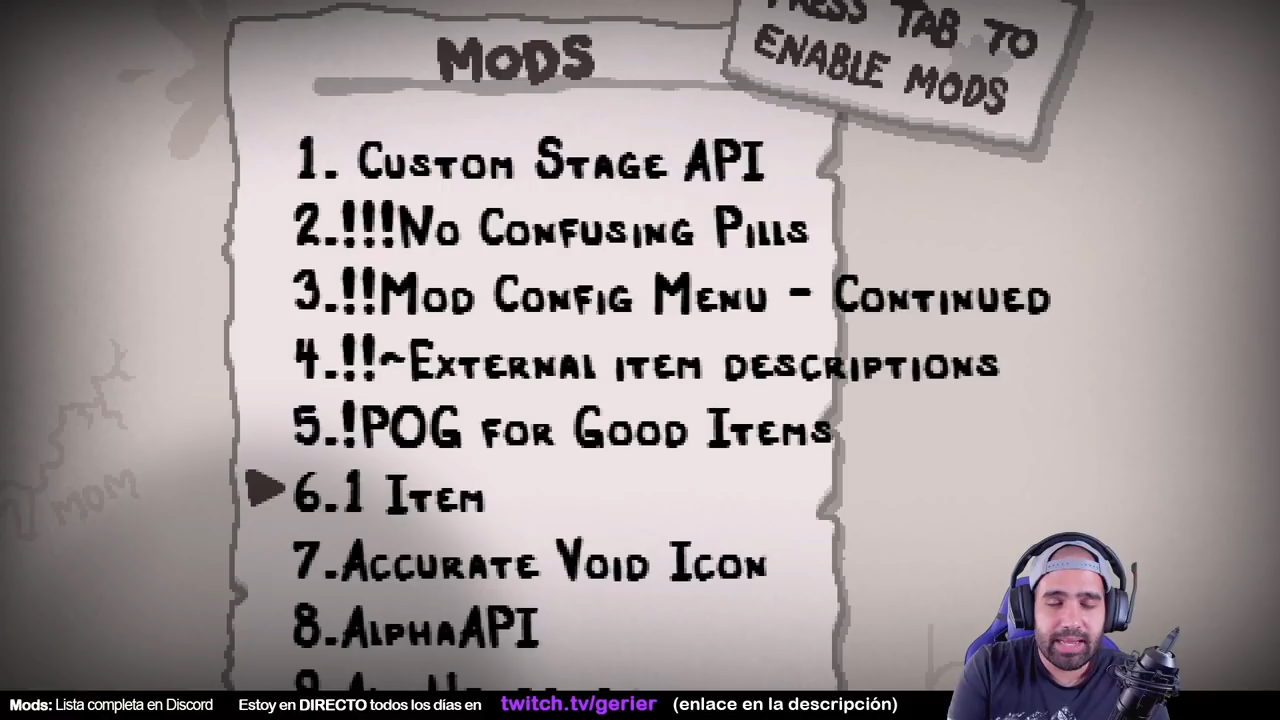 PRESS TAB TO
ENABLE MODS
MODS
1. Custom Stage API
2.!!!No Confusing Pills
3.!!Mod Config Menu - Continued
4.!!~External item descriptions
5.!POG for Good Items
6.1 Item
7.Accurate Void Icon
8.AlphaAPI
MOM
Mods: Lista completa en Discord Estoy en DIRECTO todos los días en twitch.tv/gerier (enlace en la descripción)